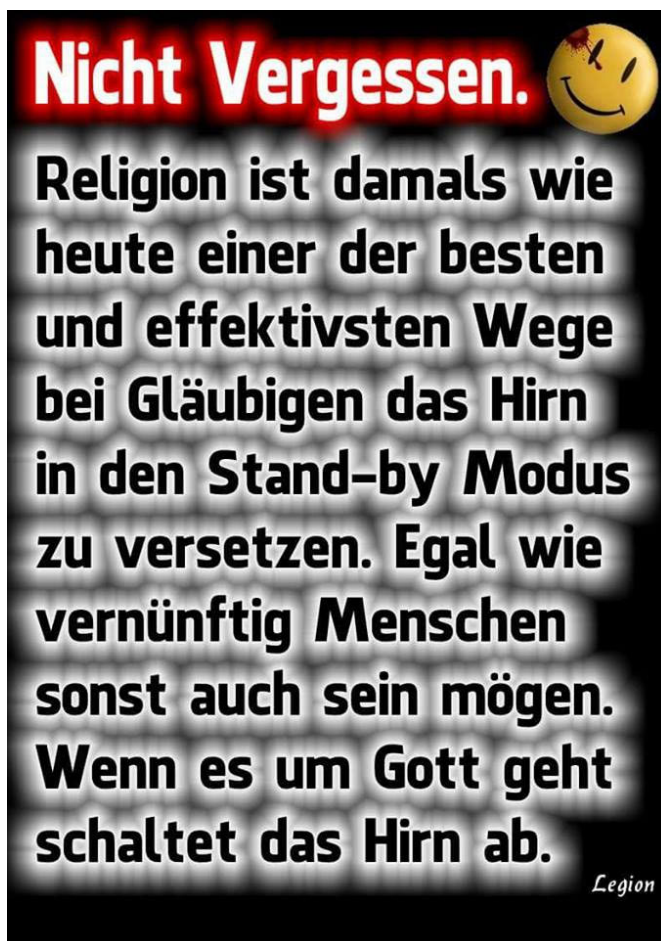 Nicht Vergessen.
Religion ist damals wie
heute einer der besten
und effektivsten Wege
bei Gläubigen das Hirn
in den Stand-by Modus
zu versetzen. Egal wie
vernünftig Menschen
sonst auch sein mögen.
Wenn es um Gott geht
schaltet das Hirn ab.
Legion